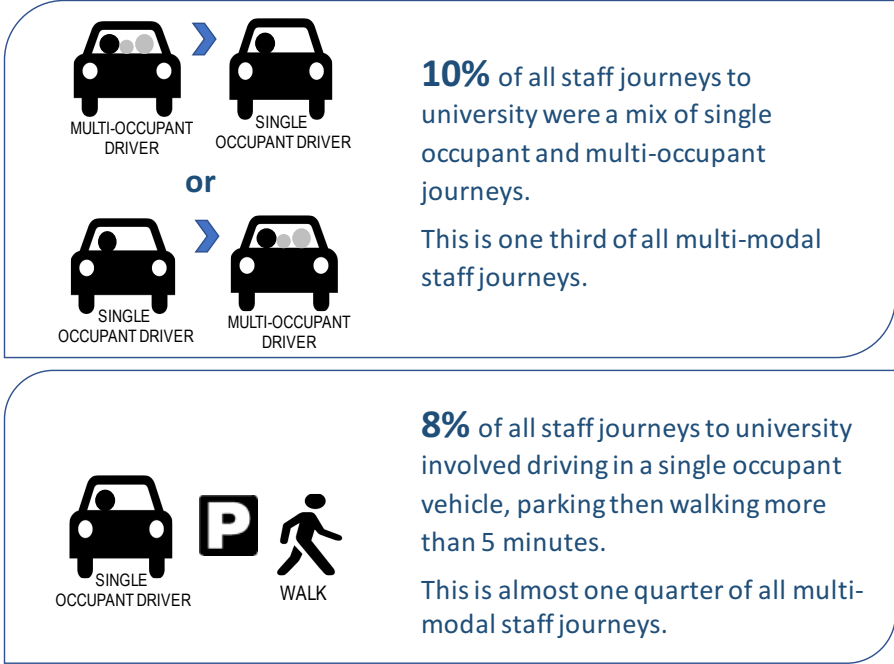 MULTI-OCCUPANT
DRIVER
SINGLE
OCCUPANT DRIVER
or
SINGLE
OCCUPANT DRIVER
MULTI-OCCUPANT
DRIVER
10% of all staff journeys to
university were a mix of single
occupant and multi-occupant
journeys.
This is one third of all multi-modal
staff journeys.
P
SINGLE
OCCUPANT DRIVER
WALK
8% of all staff journeys to university
involved driving in a single occupant
vehicle, parking then walking more
than 5 minutes.
This is almost one quarter of all multi-
modal staff journeys.